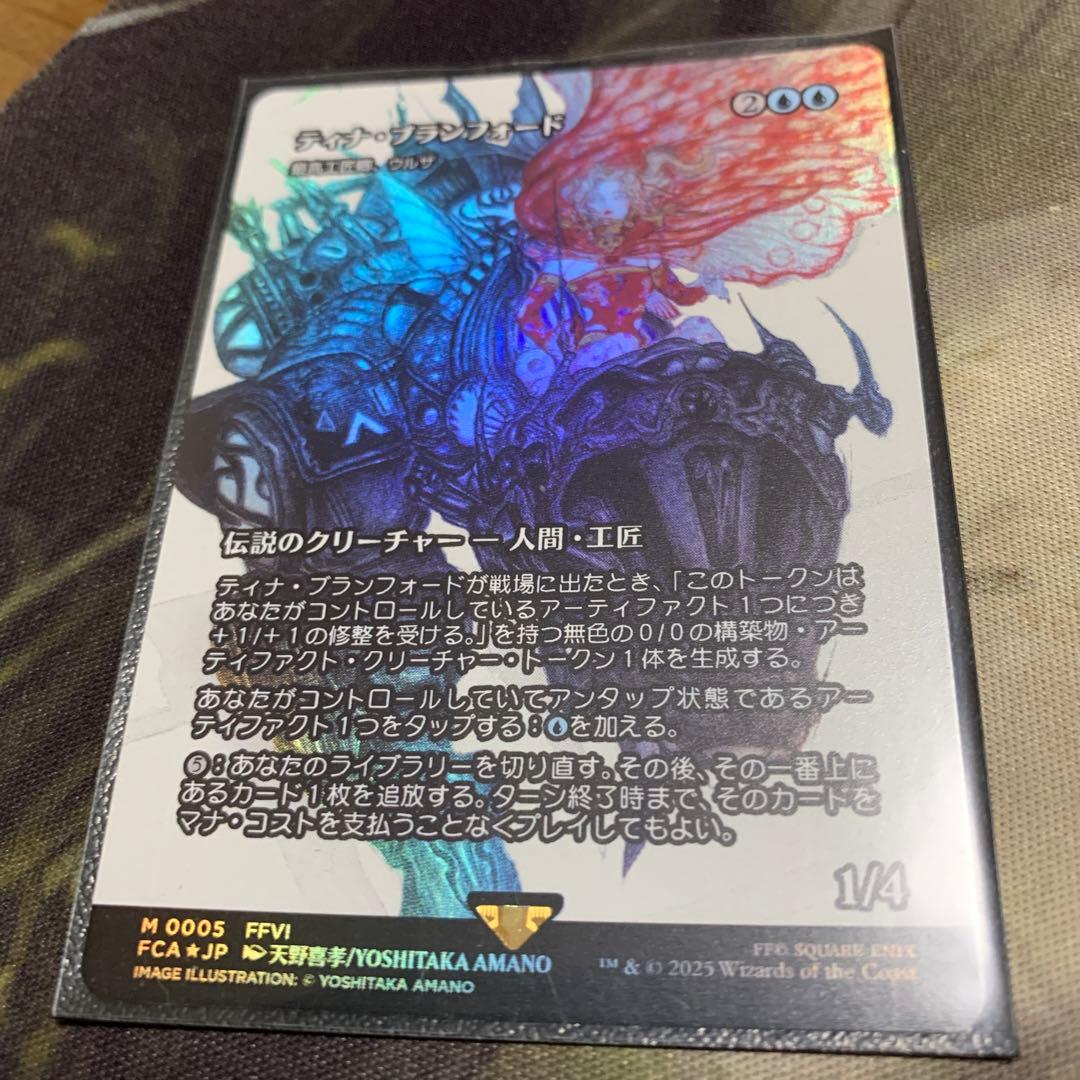 ティナ・ブランフォード
2
最高工匠卿、ウルザ
伝説のクリーチャー — 人間・工匠
ティナ・ブランフォードが戦場に出たとき、「このトークンは
あなたがコントロールしているアーティファクト1つにつき
+1/+1の修整を受ける。」を持つ無色の0/0の構築物・アー
ティファクト・クリーチャー・トークン1体を生成する。
あなたがコントロールしていてアンタップ状態であるアー
ティファクト1つをタップする:を加える。
5:あなたのライブラリーを切り直す。その後、その一番上に
あるカード1枚を追放する。ターン終了時まで、そのカードを
マナ・コストを支払うことなくプレイしてもよい。
1/4
M 0005 FFVI
FCA★JP 天野喜孝/YOSHITAKA AMANO
IMAGE ILLUSTRATION: © YOSHITAKA AMANO
FF© SQUARE ENIX
™ & © 2025 Wizards of the Coast